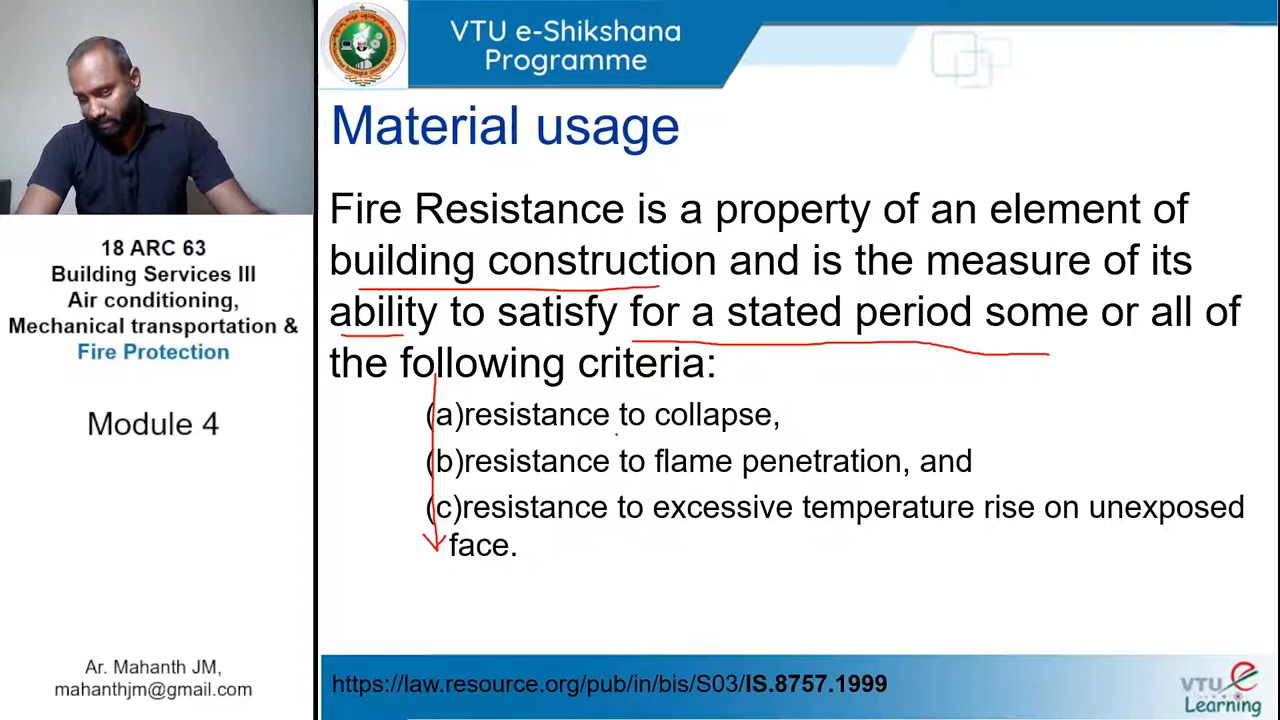 VTU e-Shikshana
Programme
Material usage
Fire Resistance is a property of an element of
building construction and is the measure of its
ability to satisfy for a stated period some or all of
the following criteria:
(a)resistance to collapse,
(b)resistance to flame penetration, and
(c)resistance to excessive temperature rise on unexposed
face.
18 ARC 63
Building Services III
Air conditioning,
Mechanical transportation &
Fire Protection
Module 4
Ar. Mahanth JM,
mahanthjm@gmail.com
https://law.resource.org/pub/in/bis/S03/IS.8757.1999
VTU
Learning